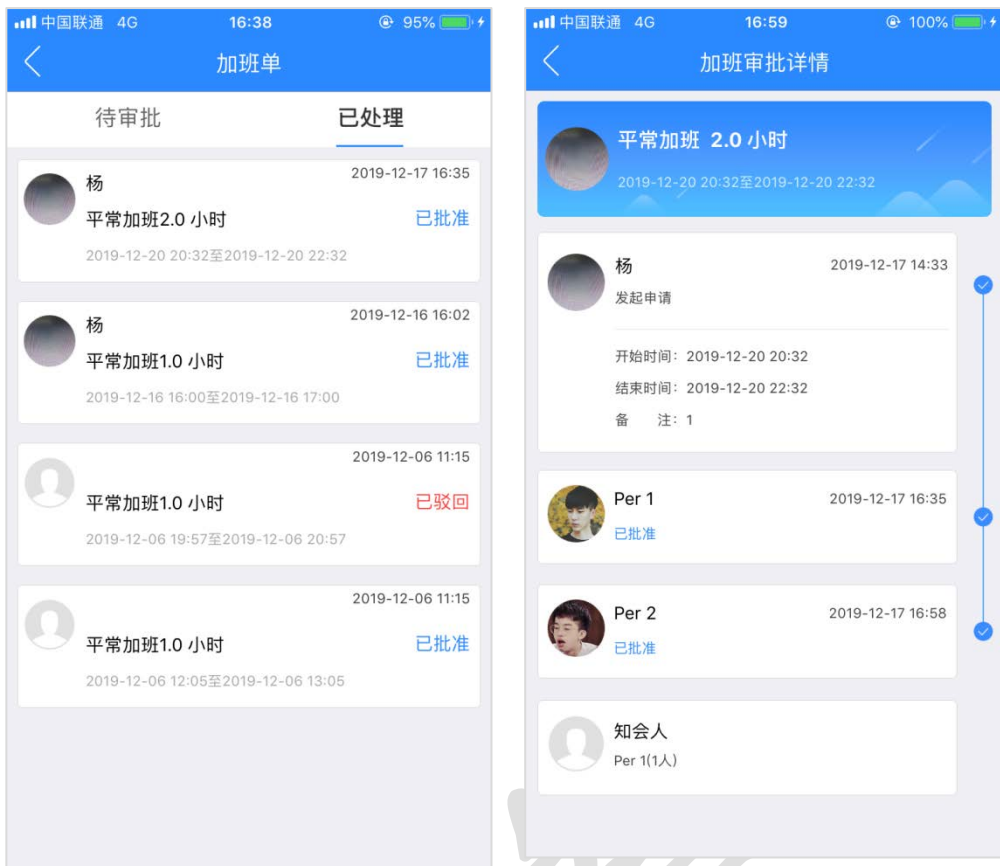 中国联通 4G 16:38 95%
加班单
待审批 已处理
杨 2019-12-17 16:35
平常加班2.0 小时 已批准
2019-12-20 20:32至2019-12-20 22:32
杨 2019-12-16 16:02
平常加班1.0 小时 已批准
2019-12-16 16:00至2019-12-16 17:00
2019-12-06 11:15
平常加班1.0 小时 已驳回
2019-12-06 19:57至2019-12-06 20:57
2019-12-06 11:15
平常加班1.0 小时 已批准
2019-12-06 12:05至2019-12-06 13:05
中国联通 4G 16:59 100%
加班审批详情
平常加班 2.0 小时
2019-12-20 20:32至2019-12-20 22:32
杨 2019-12-17 14:33
发起申请
开始时间：2019-12-20 20:32
结束时间：2019-12-20 22:32
备 注：1
Per 1 2019-12-17 16:35
已批准
Per 2 2019-12-17 16:58
已批准
知会人
Per 1(1人)